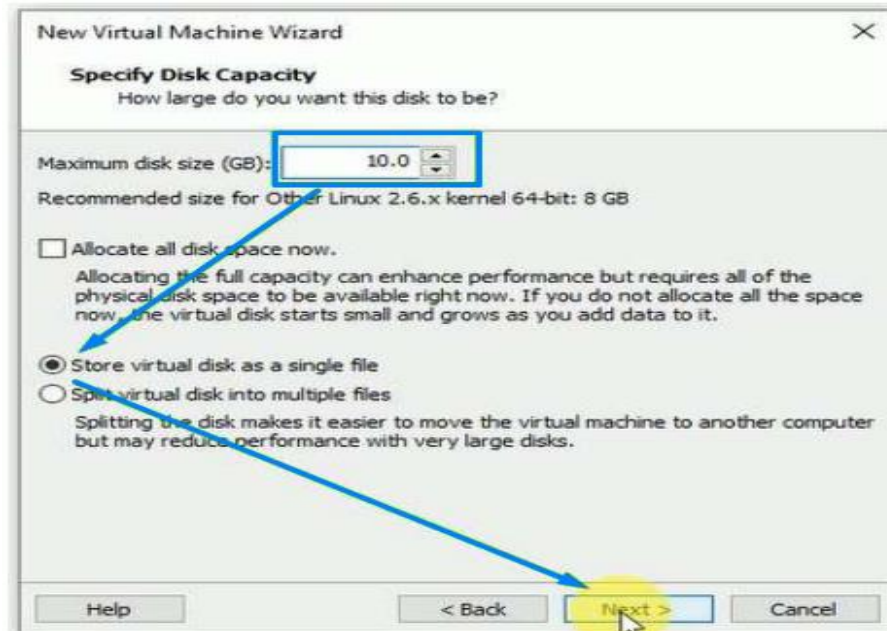 New Virtual Machine Wizard
Specify Disk Capacity
How large do you want this disk to be?
Maximum disk size (GB): 10.0
Recommended size for Other Linux 2.6.x kernel 64-bit: 8 GB
Allocate all disk space now.
Allocating the full capacity can enhance performance but requires all of the
physical disk space to be available right now. If you do not allocate all the space
now, the virtual disk starts small and grows as you add data to it.
Store virtual disk as a single file
Split virtual disk into multiple files
Splitting the disk makes it easier to move the virtual machine to another computer
but may reduce performance with very large disks.
Help < Back Next > Cancel